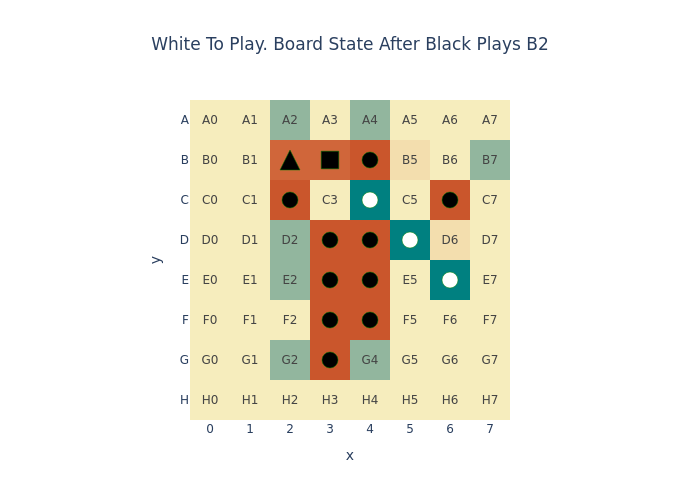 White To Play. Board State After Black Plays B2
A A0 A1 A2 A3 A4 A5 A6 A7
B B0 B1 B5 B6 B7
C C0 C1 C3 C5 C7
D D0 D1 D2 D6 D7
E E0 E1 E2 E5 E7
F F0 F1 F2 F5 F6 F7
G G0 G1 G2 G4 G5 G6 G7
H H0 H1 H2 H3 H4 H5 H6 H7
0 1 2 3 4 5 6 7
x
y